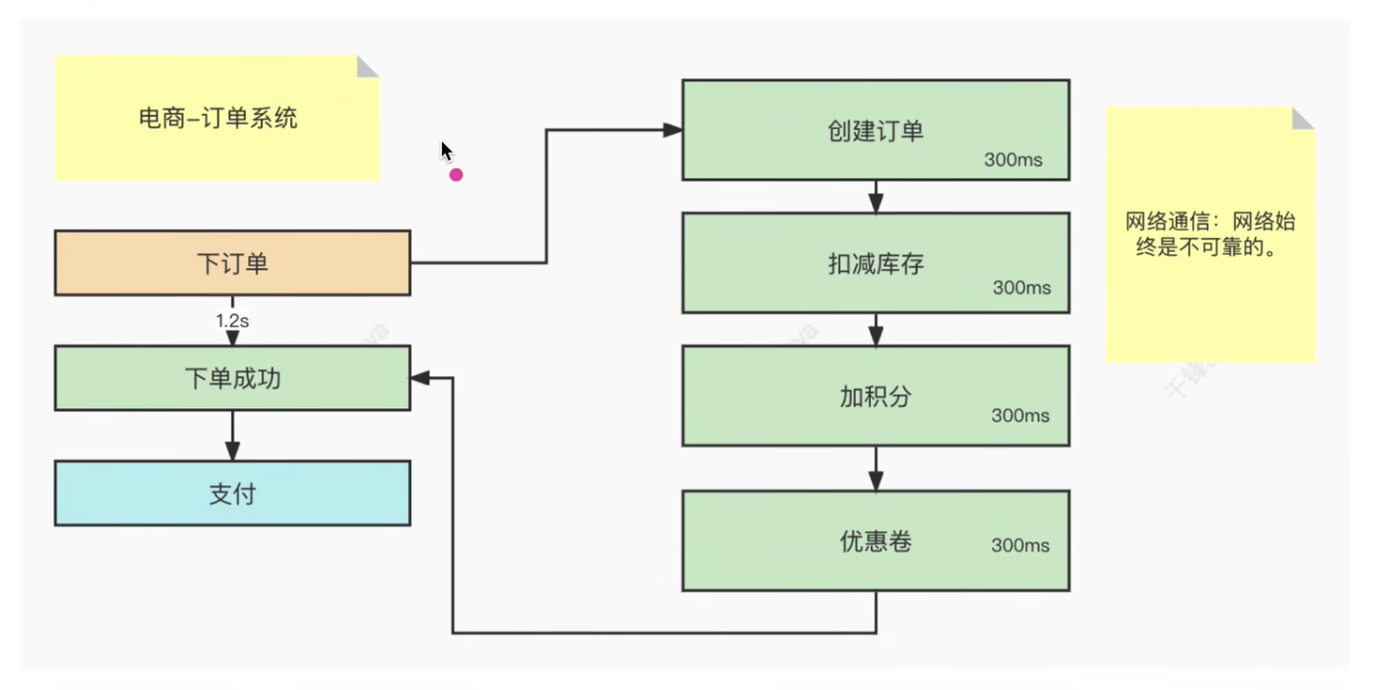 电商-订单系统
创建订单
300ms
网络通信：网络始
终是不可靠的。
下订单
扣减库存
300ms
1.2s
下单成功
加积分
300ms
支付
优惠卷
300ms